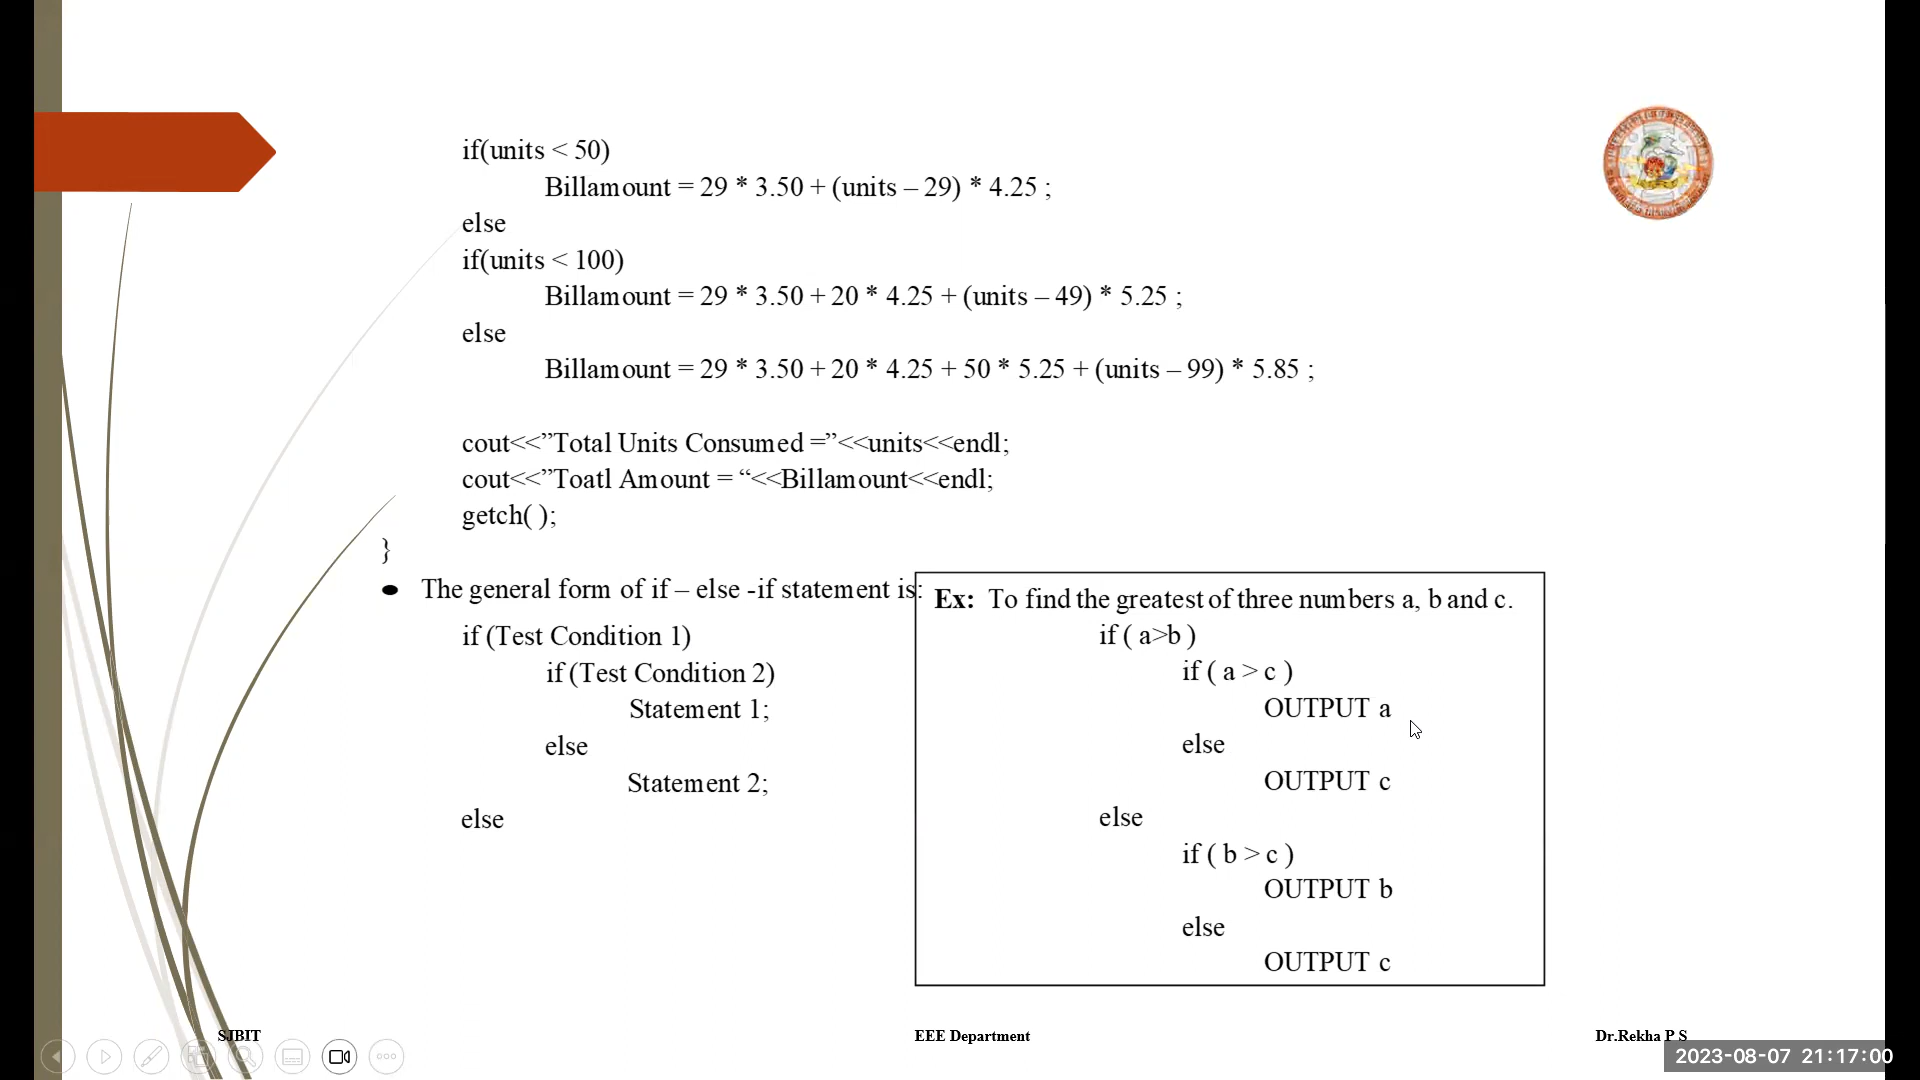 if(units < 50)
Billamount = 29 * 3.50 + (units – 29) * 4.25 ;
else
if(units < 100)
Billamount = 29 * 3.50 + 20 * 4.25 + (units – 49) * 5.25 ;
else
Billamount = 29 * 3.50 + 20 * 4.25 + 50 * 5.25 + (units – 99) * 5.85 ;
cout<<”Total Units Consumed =”<<units<<endl;
cout<<”Toatl Amount = “<<Billamount<<endl;
getch( );
}
● The general form of if – else -if statement is:
if (Test Condition 1)
if (Test Condition 2)
Statement 1;
else
Statement 2;
else
Ex: To find the greatest of three numbers a, b and c.
if ( a>b )
if ( a > c )
OUTPUT a
else
OUTPUT c
else
if ( b > c )
OUTPUT b
else
OUTPUT c
SJBIT
EEE Department
Dr.Rekha P S
2023-08-07 21:17:00